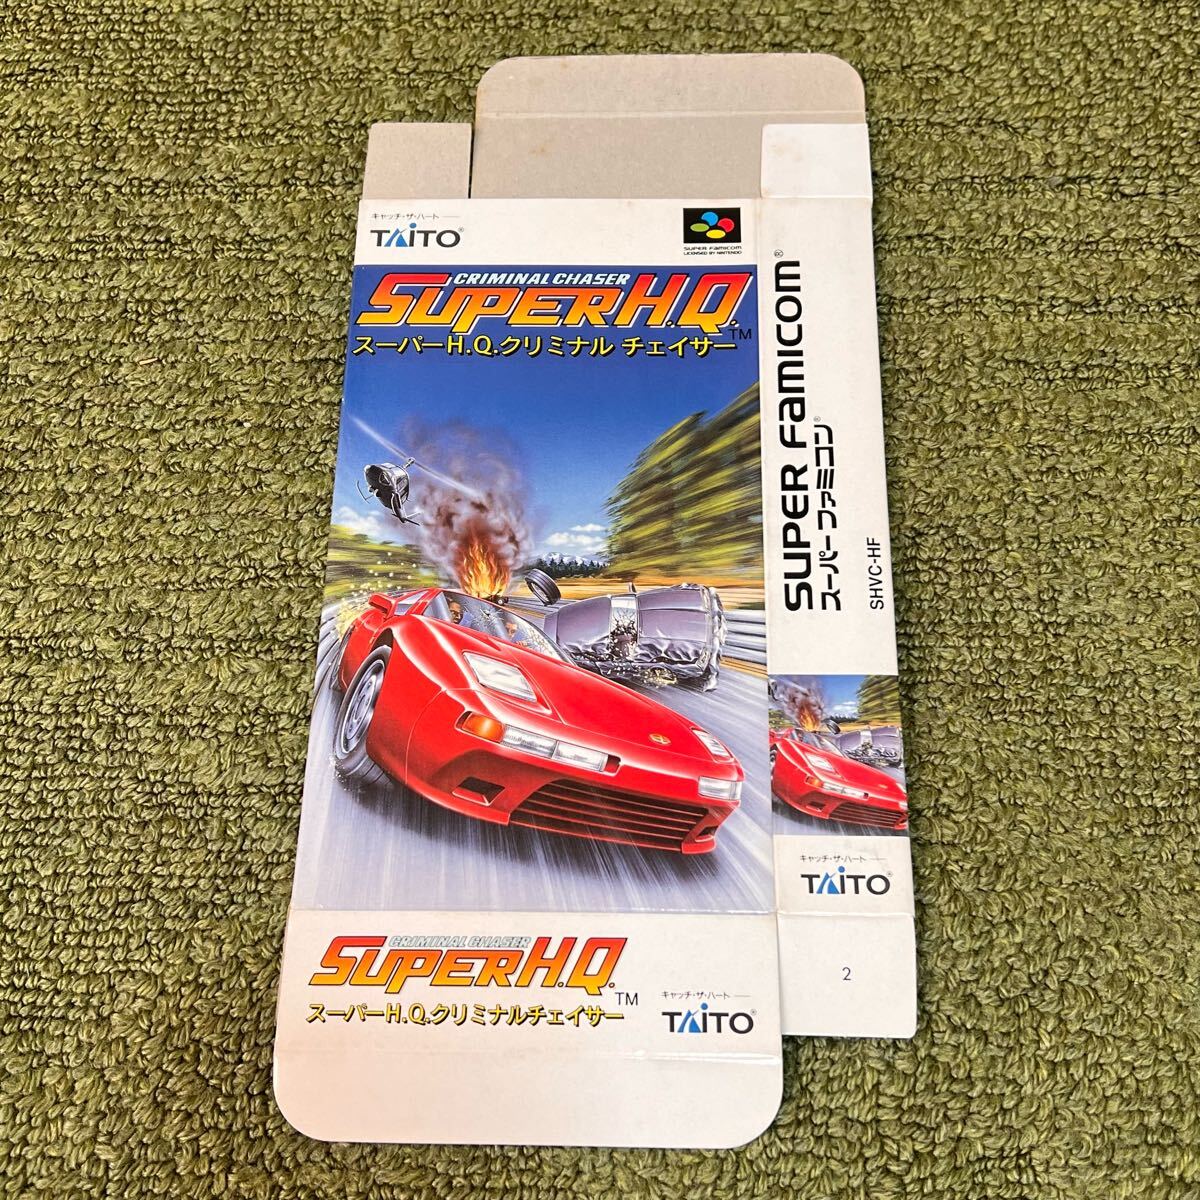 キャッチ・ザ・ハート
TAiTO®
SUPER FAMICOM
LICENSED BY NINTENDO
CRIMINAL CHASER
SUPER H.Q.
TM
スーパーH.Q.クリミナル チェイサー
SUPER FAMICOM®
スーパーファミコン®
SHVC-HF
キャッチ・ザ・ハート
TAiTO®
2
CRIMINAL CHASER
SUPER H.Q.
TM
スーパーH.Q.クリミナルチェイサー
キャッチ・ザ・ハート
TAiTO®